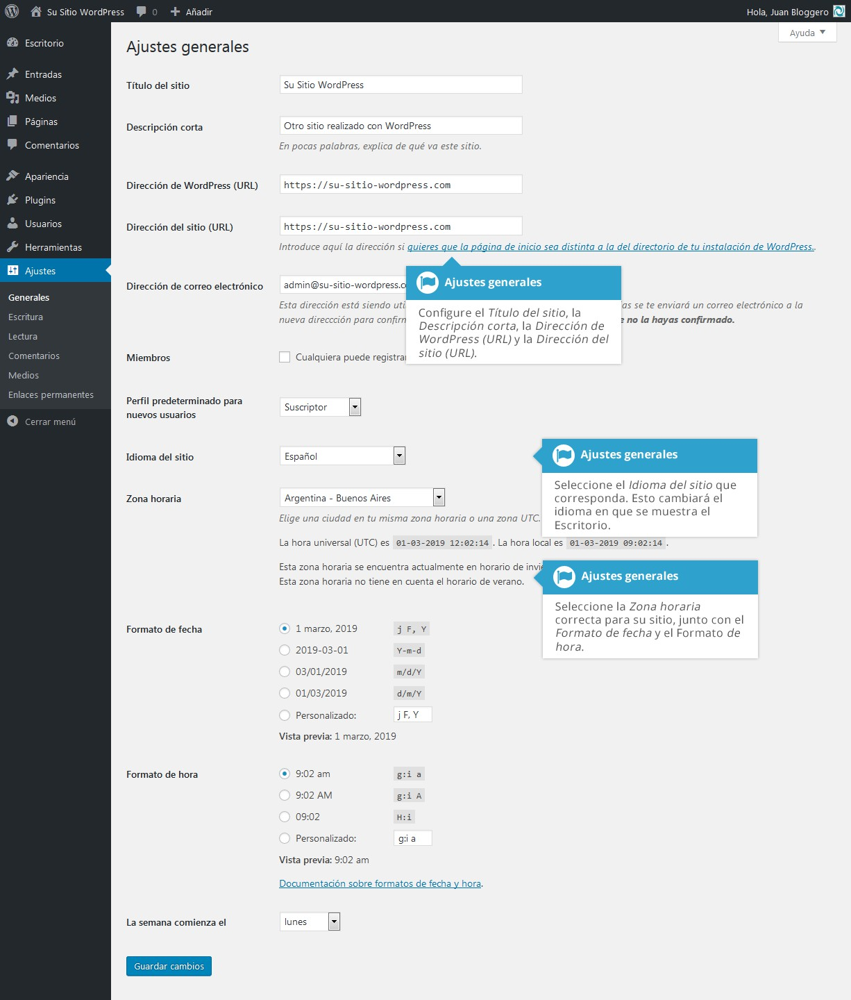 Su Sitio WordPress 0 Añadir Hola, Juan Bloggero
Ayuda
Escritorio
Entradas
Medios
Páginas
Comentarios
Apariencia
Plugins
Usuarios
Herramientas
Ajustes
Generales
Escritura
Lectura
Comentarios
Medios
Enlaces permanentes
Cerrar menú
Ajustes generales
Título del sitio Su Sitio WordPress
Descripción corta Otro sitio realizado con WordPress
En pocas palabras, explica de qué va este sitio.
Dirección de WordPress (URL) https://su-sitio-wordpress.com
Dirección del sitio (URL) https://su-sitio-wordpress.com
Introduce aquí la dirección si quieres que la página de inicio sea distinta a la del directorio de tu instalación de WordPress..
Dirección de correo electrónico admin@su-sitio-wordpress.co
Esta dirección está siendo uti as se te enviará un correo electrónico a la
nueva direccción para confirm e no la hayas confirmado.
Ajustes generales
Configure el Título del sitio, la
Descripción corta, la Dirección de
WordPress (URL) y la Dirección del
sitio (URL).
Miembros Cualquiera puede registrar
Perfil predeterminado para
nuevos usuarios
Suscriptor
Idioma del sitio Español
Ajustes generales
Seleccione el Idioma del sitio que
corresponda. Esto cambiará el
idioma en que se muestra el
Escritorio.
Zona horaria Argentina - Buenos Aires
Elige una ciudad en tu misma zona horaria o una zona UTC.
La hora universal (UTC) es 01-03-2019 12:02:14 . La hora local es 01-03-2019 09:02:14 .
Esta zona horaria se encuentra actualmente en horario de invie
Esta zona horaria no tiene en cuenta el horario de verano.
Ajustes generales
Seleccione la Zona horaria
correcta para su sitio, junto con el
Formato de fecha y el Formato de
hora.
Formato de fecha 1 marzo, 2019 j F, Y
2019-03-01 Y-m-d
03/01/2019 m/d/Y
01/03/2019 d/m/Y
Personalizado: j F, Y
Vista previa: 1 marzo, 2019
Formato de hora 9:02 am g:i a
9:02 AM g:i A
09:02 H:i
Personalizado: g:i a
Vista previa: 9:02 am
Documentación sobre formatos de fecha y hora.
La semana comienza el lunes
Guardar cambios